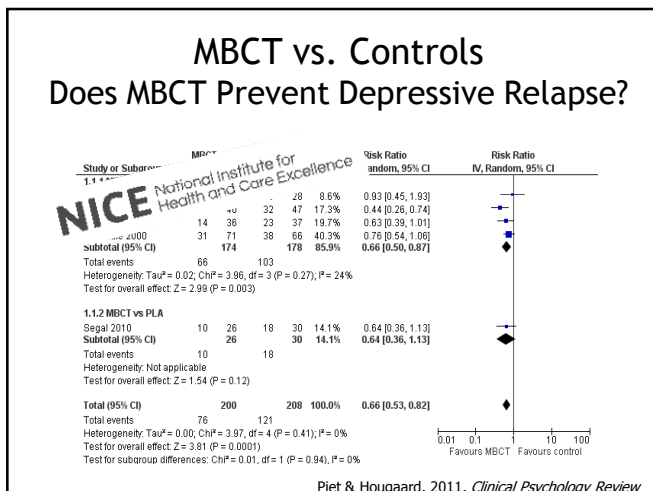 MBCT vs. Controls
Does MBCT Prevent Depressive Relapse?
MBCT
Risk Ratio
Risk Ratio
Study or Subgroup
andom, 95% CI
IV, Random, 95% CI
NICE National Institute for
Health and Care Excellence
28 8.6% 0.93 [0.45, 1.93]
32 47 17.3% 0.44 [0.26, 0.74]
14 36 23 37 19.7% 0.63 [0.39, 1.01]
2000 31 71 38 66 40.3% 0.76 [0.54, 1.06]
Subtotal (95% CI) 174 178 85.9% 0.66 [0.50, 0.87]
Total events 66 103
Heterogeneity: Tau² = 0.02; Chi² = 3.96, df = 3 (P = 0.27); I² = 24%
Test for overall effect: Z = 2.99 (P = 0.003)
1.1.2 MBCT vs PLA
Segal 2010 10 26 18 30 14.1% 0.64 [0.36, 1.13]
Subtotal (95% CI) 26 30 14.1% 0.64 [0.36, 1.13]
Total events 10 18
Heterogeneity: Not applicable
Test for overall effect: Z = 1.54 (P = 0.12)
Total (95% CI) 200 208 100.0% 0.66 [0.53, 0.82]
Total events 76 121
Heterogeneity: Tau² = 0.00; Chi² = 3.97, df = 4 (P = 0.41); I² = 0%
Test for overall effect: Z = 3.81 (P = 0.0001)
Test for subgroup differences: Chi² = 0.01, df = 1 (P = 0.94), I² = 0%
0.01 0.1 1 10 100
Favours MBCT Favours control
Piet & Hougaard, 2011, Clinical Psychology Review